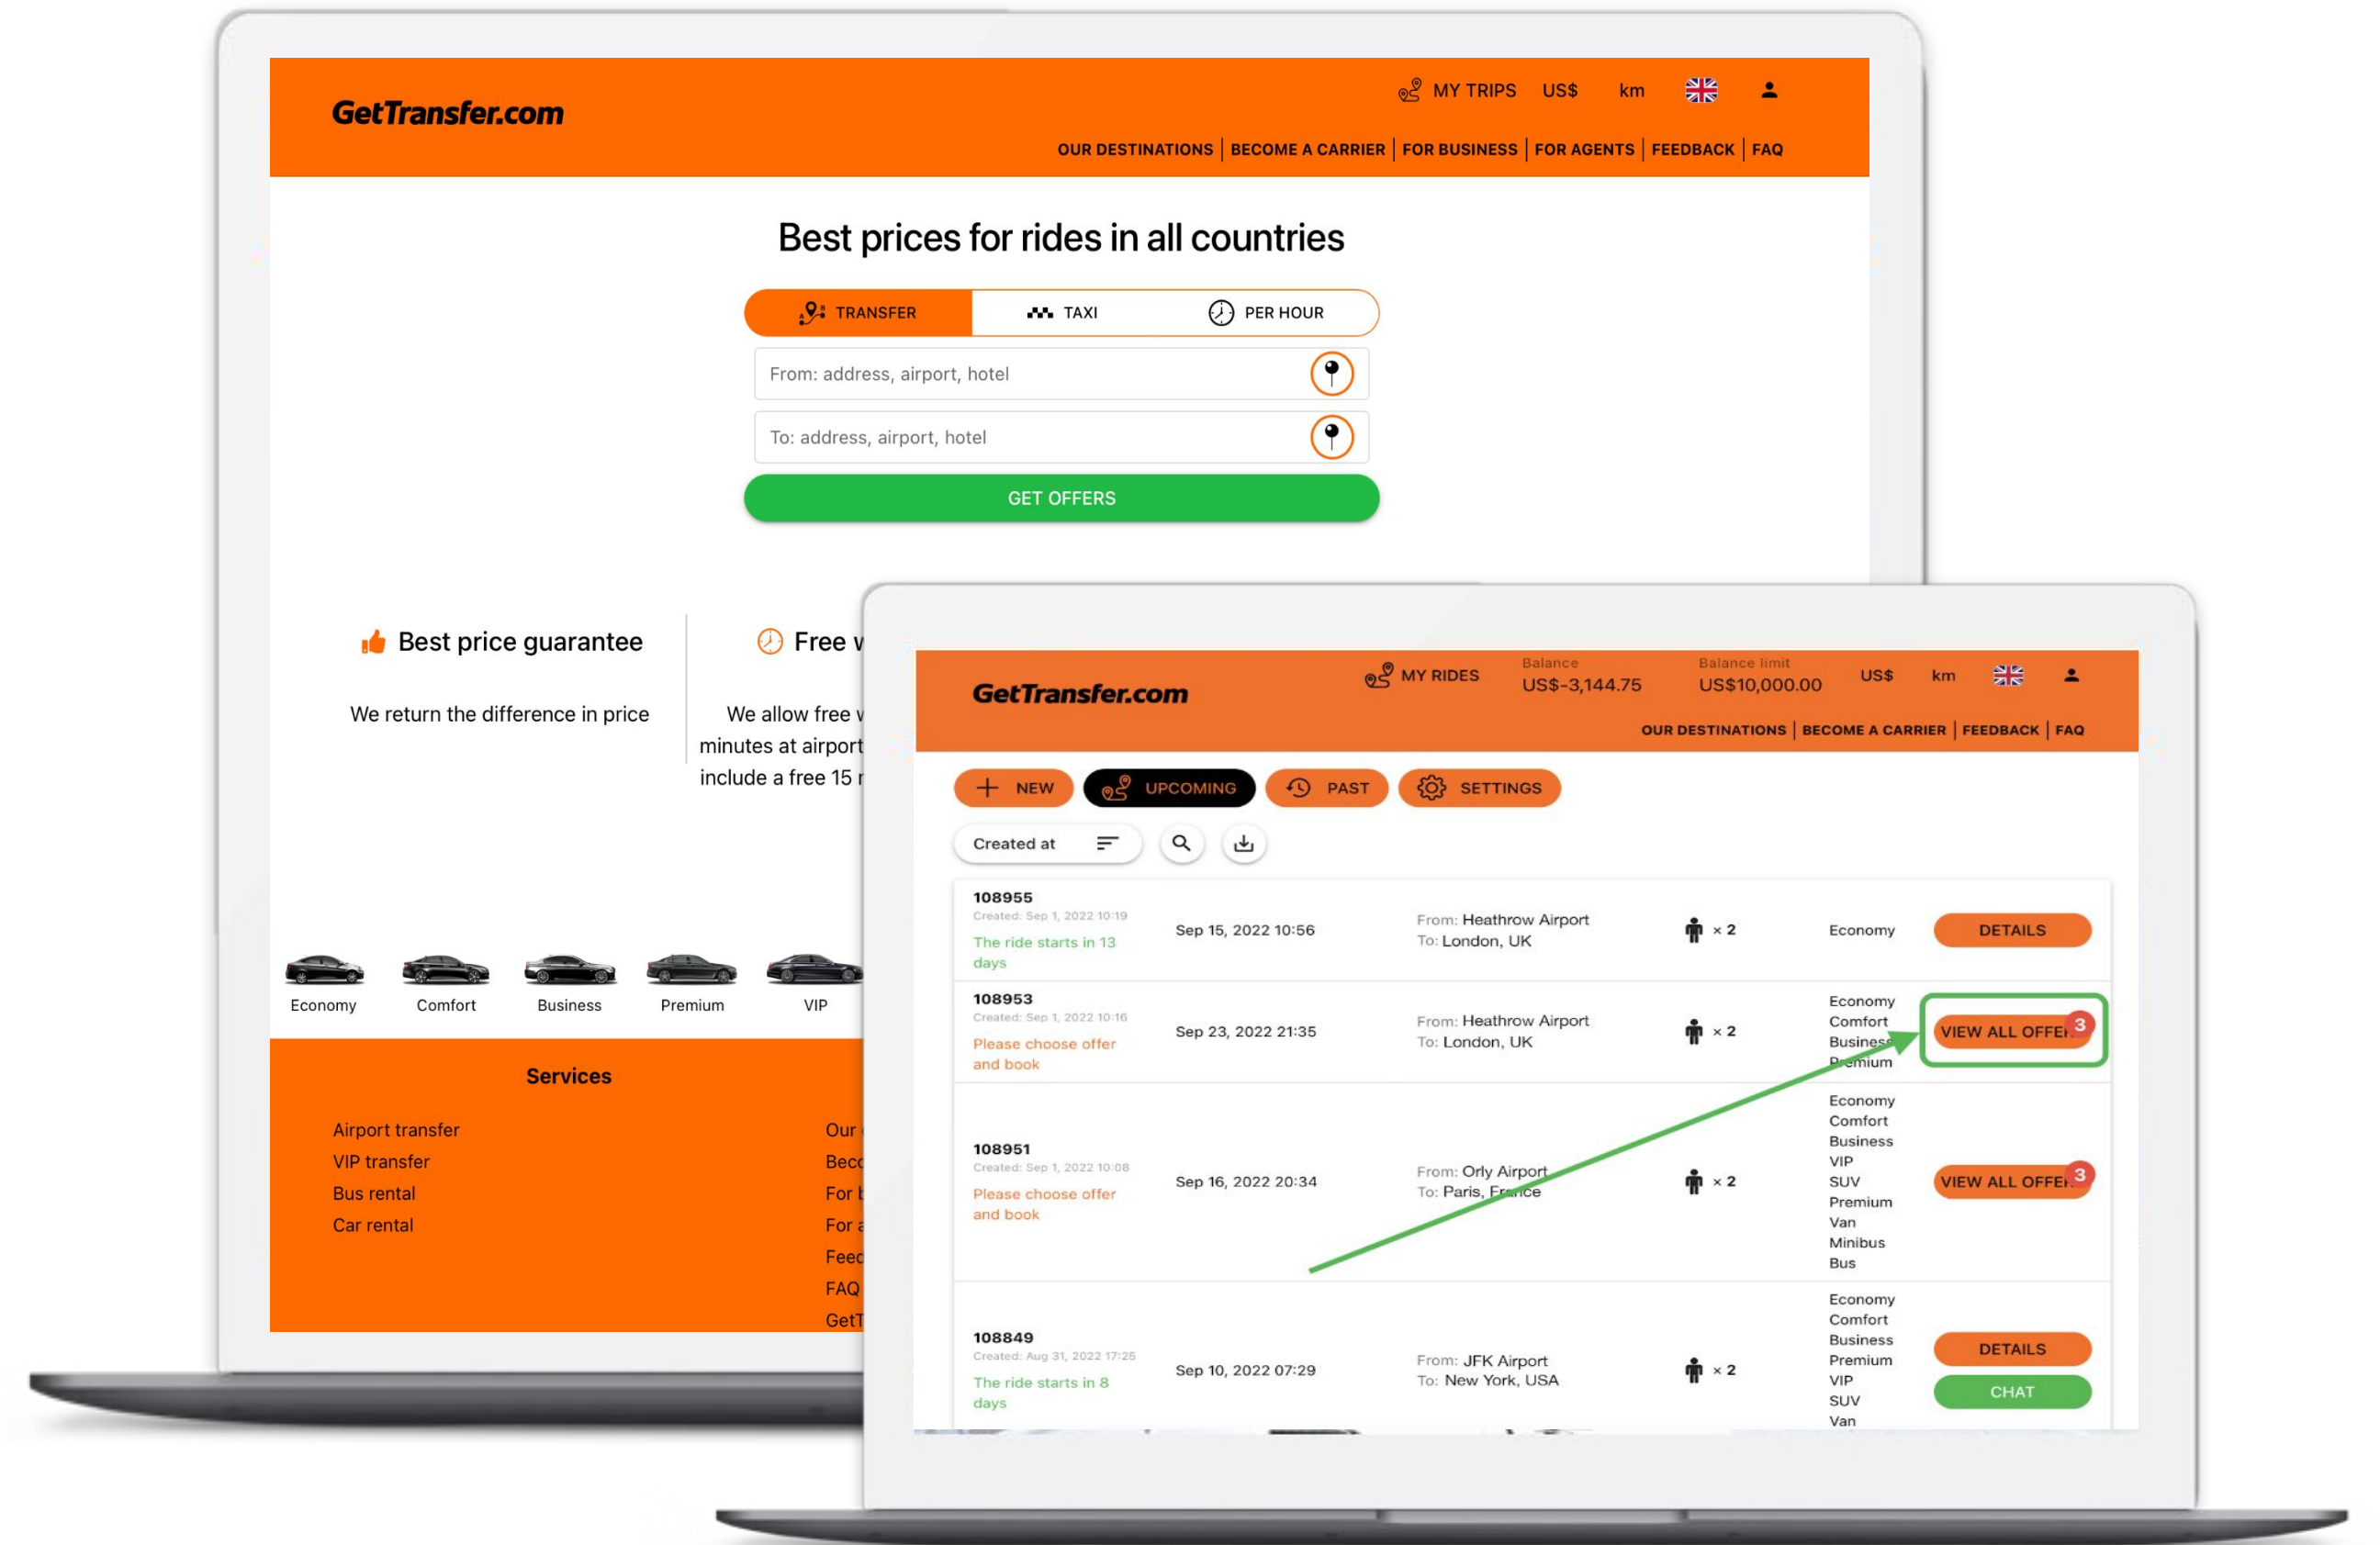 GetTransfer.com
MY TRIPS US$ km
OUR DESTINATIONS | BECOME A CARRIER | FOR BUSINESS | FOR AGENTS | FEEDBACK | FAQ
Best prices for rides in all countries
TRANSFER TAXI PER HOUR
From: address, airport, hotel
To: address, airport, hotel
GET OFFERS
Best price guarantee
We return the difference in price
Free
We allow free
minutes at airport
include a free 15
Economy Comfort Business Premium VIP
Services
Airport transfer
VIP transfer
Bus rental
Car rental
Our
For
For
FAQ
GetTransfer.com
MY RIDES
Balance
US$-3,144.75
Balance limit
US$10,000.00
US$ km
OUR DESTINATIONS | BECOME A CARRIER | FEEDBACK | FAQ
NEW UPCOMING PAST SETTINGS
Created at
108955
Created: Sep 1, 2022 10:19
The ride starts in 13
days
Sep 15, 2022 10:56
From: Heathrow Airport
To: London, UK
× 2
Economy
DETAILS
108953
Created: Sep 1, 2022 10:16
Please choose offer
and book
Sep 23, 2022 21:35
From: Heathrow Airport
To: London, UK
× 2
Economy
Comfort
Business
Premium
VIEW ALL
3
108951
Created: Sep 1, 2022 10:08
Please choose offer
and book
Sep 16, 2022 20:34
From: Orly Airport
To: Paris, France
× 2
Economy
Comfort
Business
VIP
SUV
Premium
Van
Minibus
Bus
VIEW ALL
3
108849
Created: Aug 31, 2022 17:25
The ride starts in 8
days
Sep 10, 2022 07:29
From: JFK Airport
To: New York, USA
× 2
Economy
Comfort
Business
Premium
VIP
SUV
Van
DETAILS
CHAT